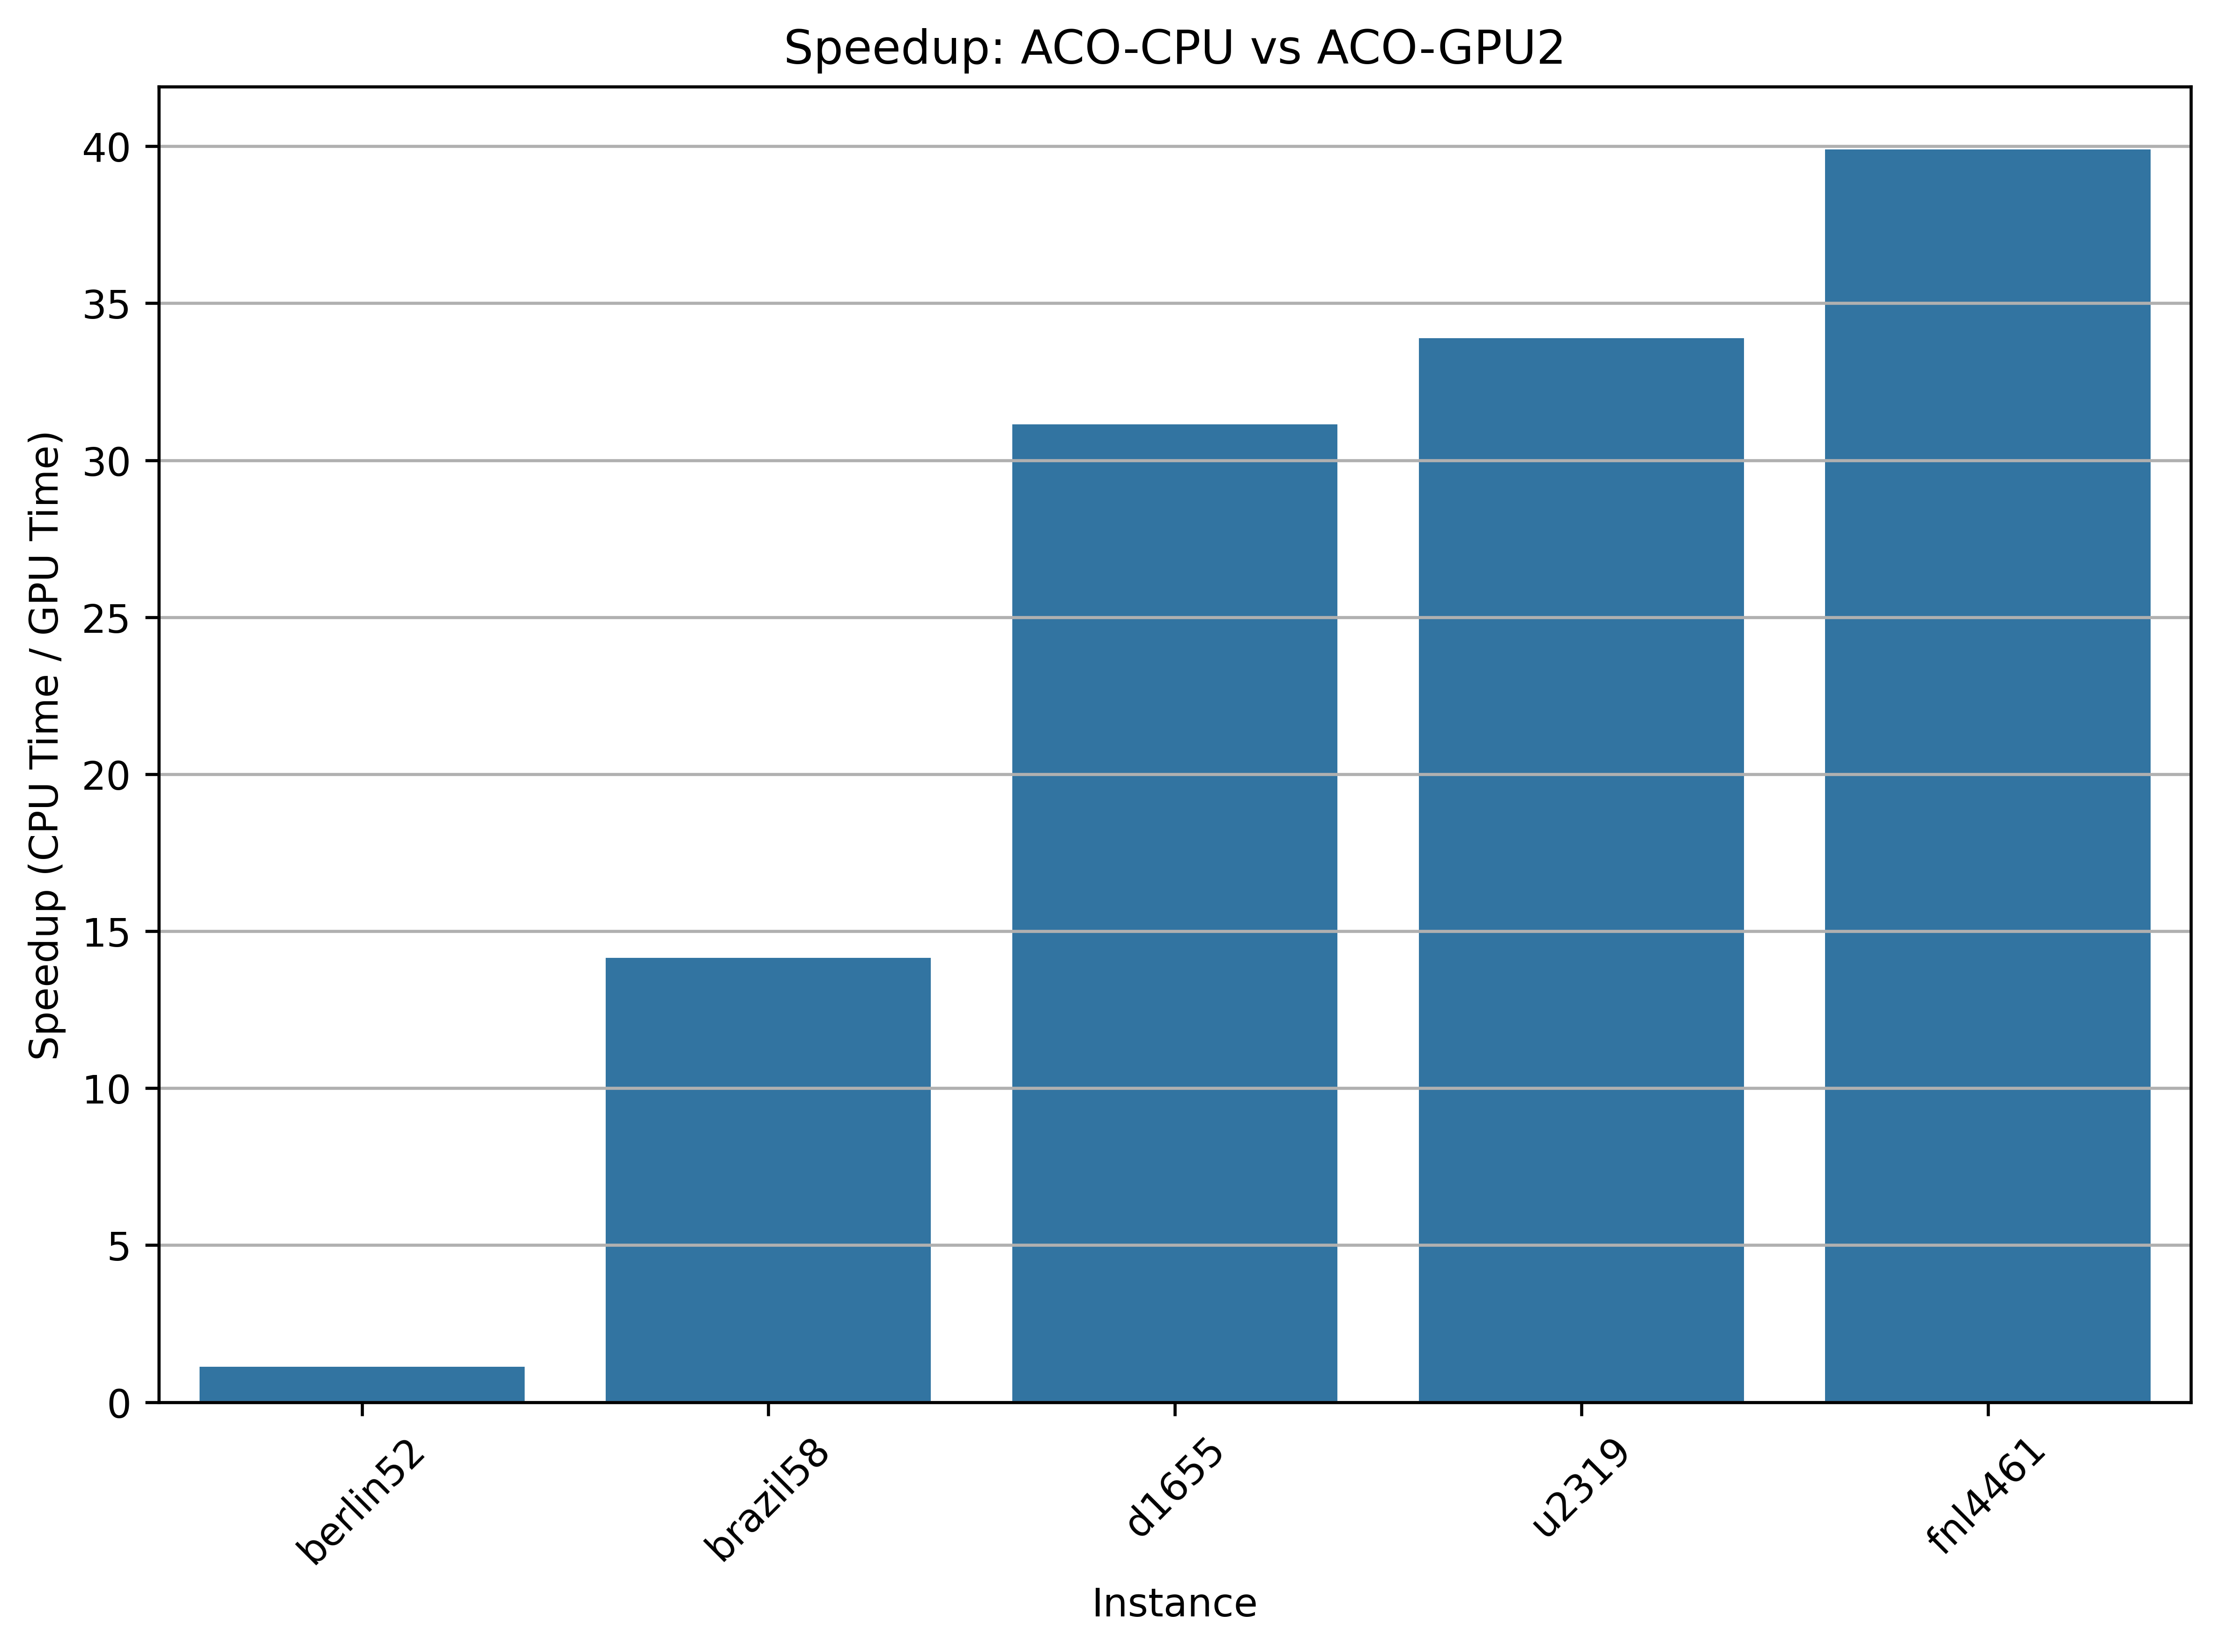 Speedup: ACO-CPU vs ACO-GPU2
Speedup (CPU Time / GPU Time)
40
35
30
25
20
15
10
5
0
berlin52
brazil58
d1655
u2319
fnl4461
Instance